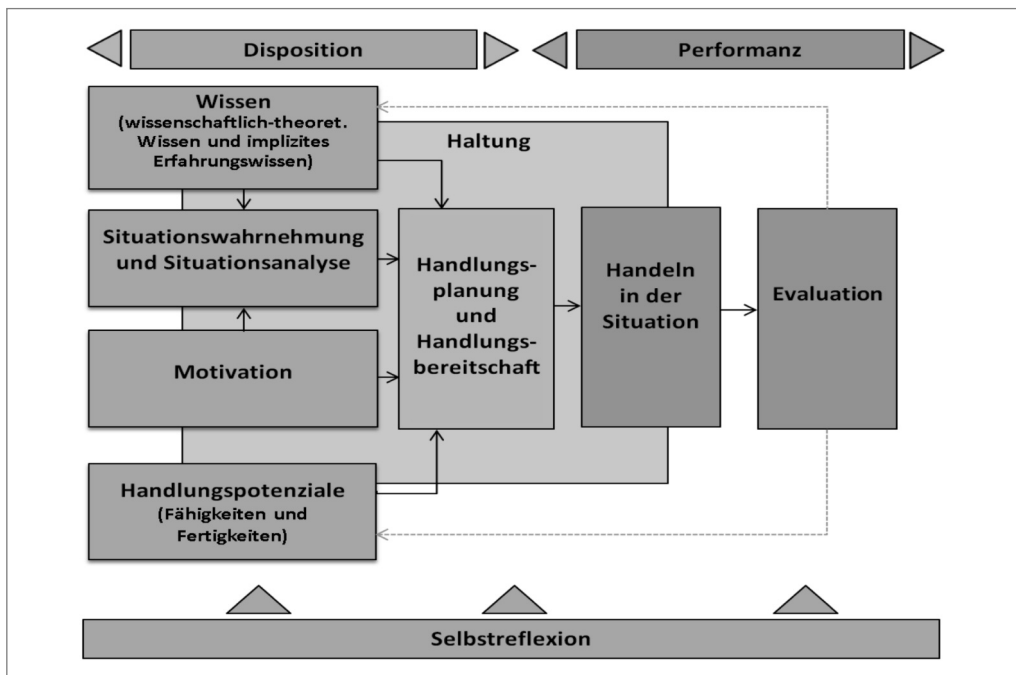 Disposition
Performanz
Wissen
(wissenschaftlich-theoret.
Wissen und implizites
Erfahrungswissen)
Haltung
Situationswahrnehmung
und Situationsanalyse
Motivation
Handlungspotenziale
(Fähigkeiten und
Fertigkeiten)
Handlungs-
planung
und
Handlungs-
bereitschaft
Handeln
in der
Situation
Evaluation
Selbstreflexion